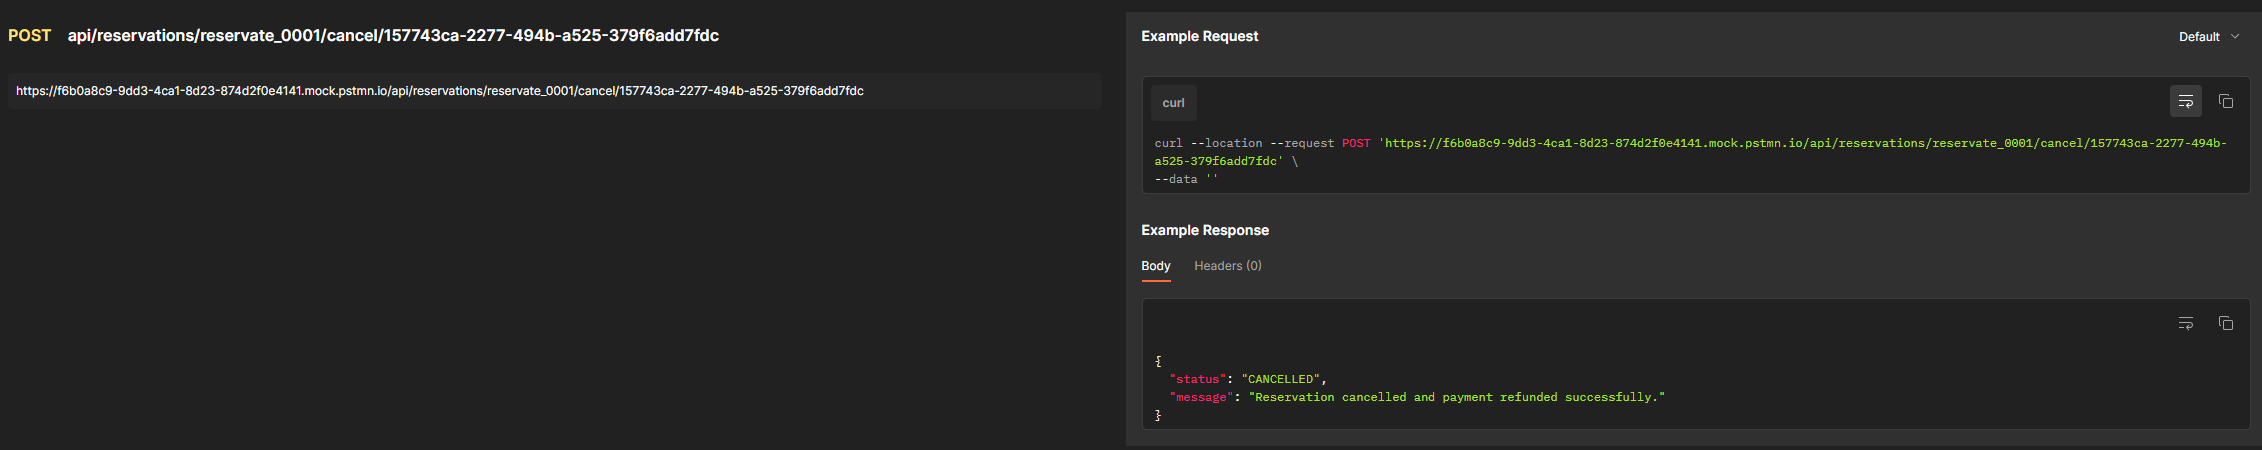 POST api/reservations/reservate_0001/cancel/157743ca-2277-494b-a525-379f6add7fdc
https://f6b0a8c9-9dd3-4ca1-8d23-874d2f0e4141.mock.pstmn.io/api/reservations/reservate_0001/cancel/157743ca-2277-494b-a525-379f6add7fdc
Example Request
Default
curl
curl --location --request POST 'https://f6b0a8c9-9dd3-4ca1-8d23-874d2f0e4141.mock.pstmn.io/api/reservations/reservate_0001/cancel/157743ca-2277-494b-
a525-379f6add7fdc' \
--data ''
Example Response
Body Headers (0)
{
"status": "CANCELLED",
"message": "Reservation cancelled and payment refunded successfully."
}